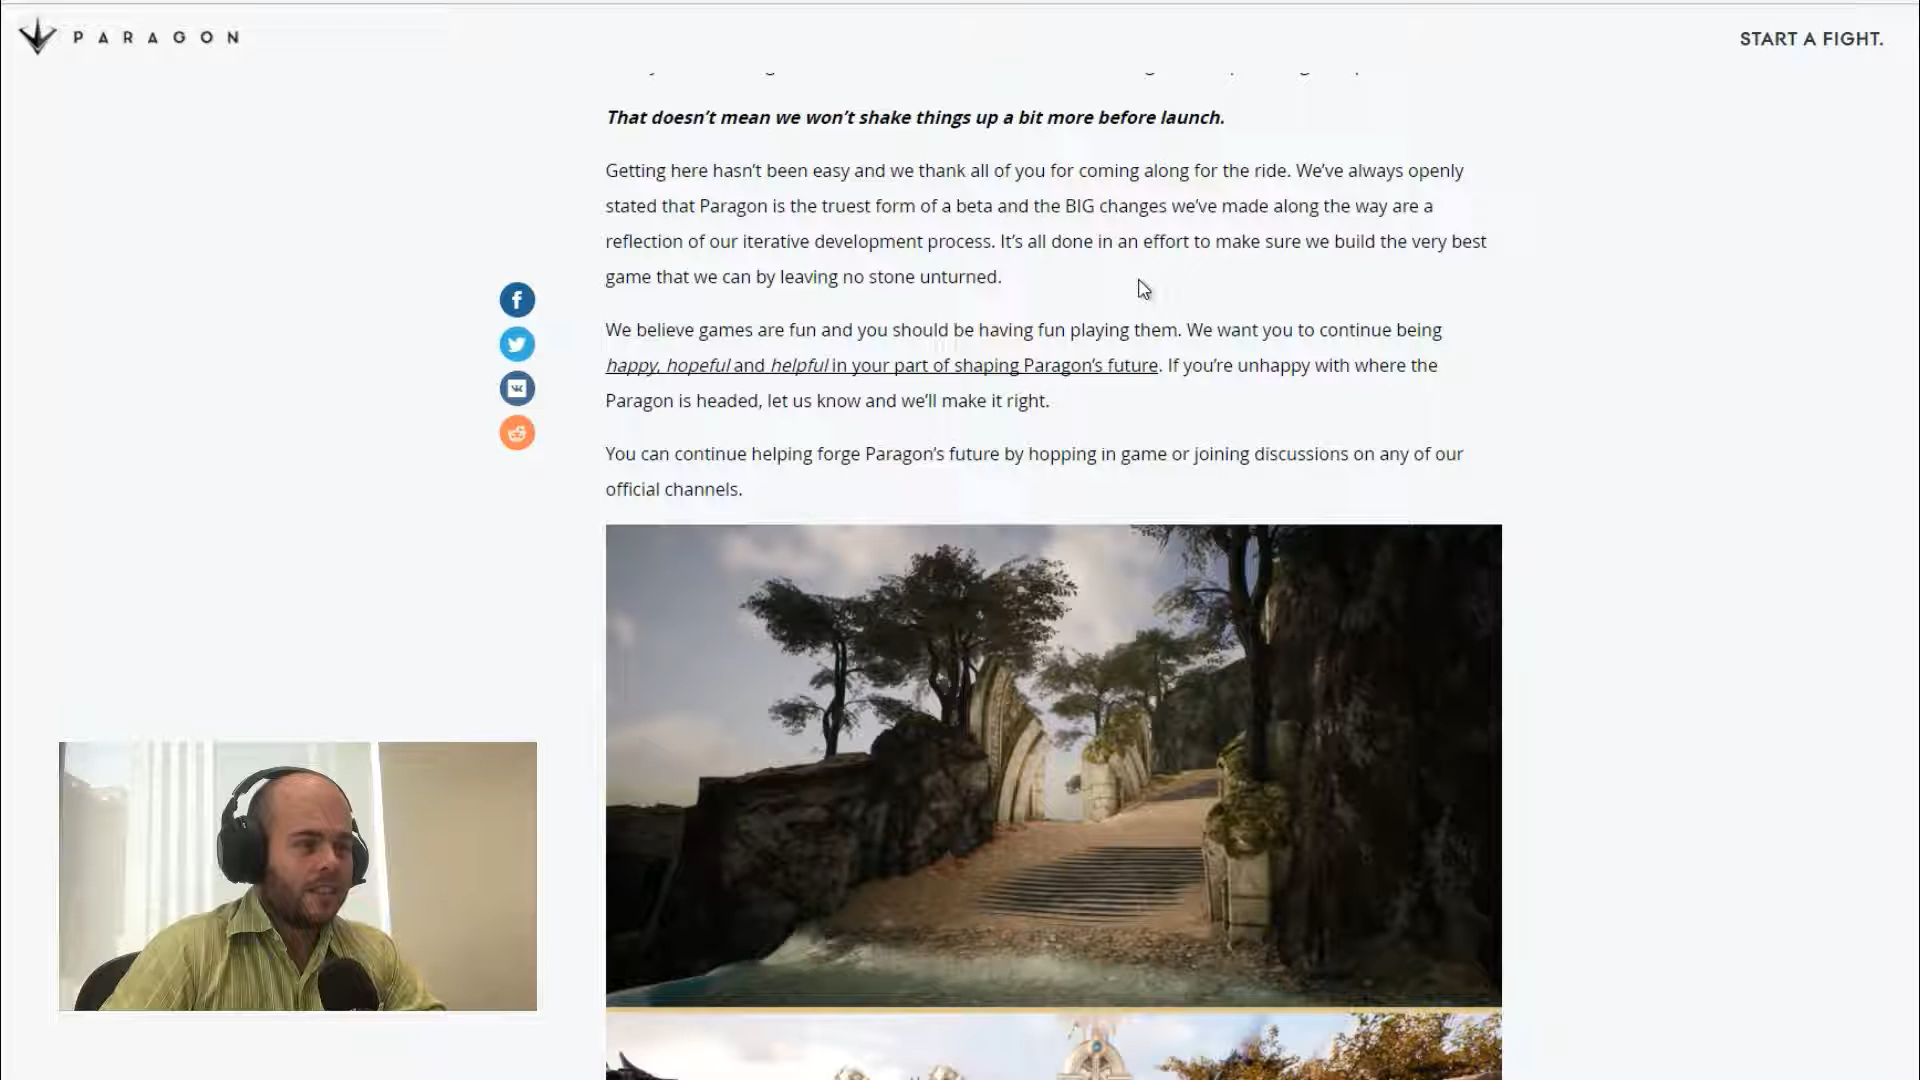 PARAGON
START A FIGHT.
That doesn’t mean we won’t shake things up a bit more before launch.
Getting here hasn’t been easy and we thank all of you for coming along for the ride. We’ve always openly
stated that Paragon is the truest form of a beta and the BIG changes we’ve made along the way are a
reflection of our iterative development process. It’s all done in an effort to make sure we build the very best
game that we can by leaving no stone unturned.
We believe games are fun and you should be having fun playing them. We want you to continue being
happy, hopeful and helpful in your part of shaping Paragon’s future. If you’re unhappy with where the
Paragon is headed, let us know and we’ll make it right.
You can continue helping forge Paragon’s future by hopping in game or joining discussions on any of our
official channels.